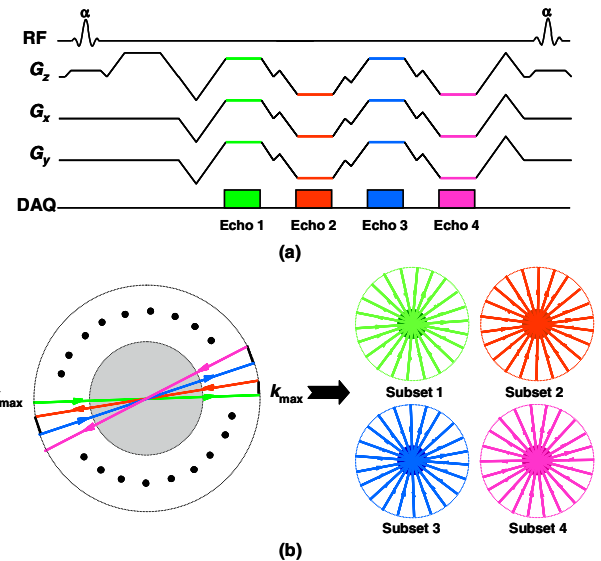 α α
RF
Gz
Gx
Gy
DAQ
Echo 1 Echo 2 Echo 3 Echo 4
(a)
max
kmax
Subset 1 Subset 2
Subset 3 Subset 4
(b)